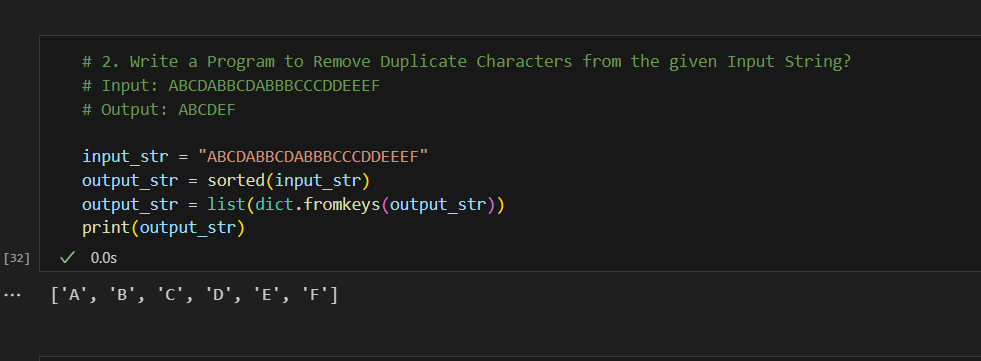 # 2. Write a Program to Remove Duplicate Characters from the given Input String?
# Input: ABCDABBCDABBBCCCDDEEEF
# Output: ABCDEF
input_str = "ABCDABBCDABBBCCCDDEEEF"
output_str = sorted(input_str)
output_str = list(dict.fromkeys(output_str))
print(output_str)
[32] ✓ 0.0s
... ['A', 'B', 'C', 'D', 'E', 'F']